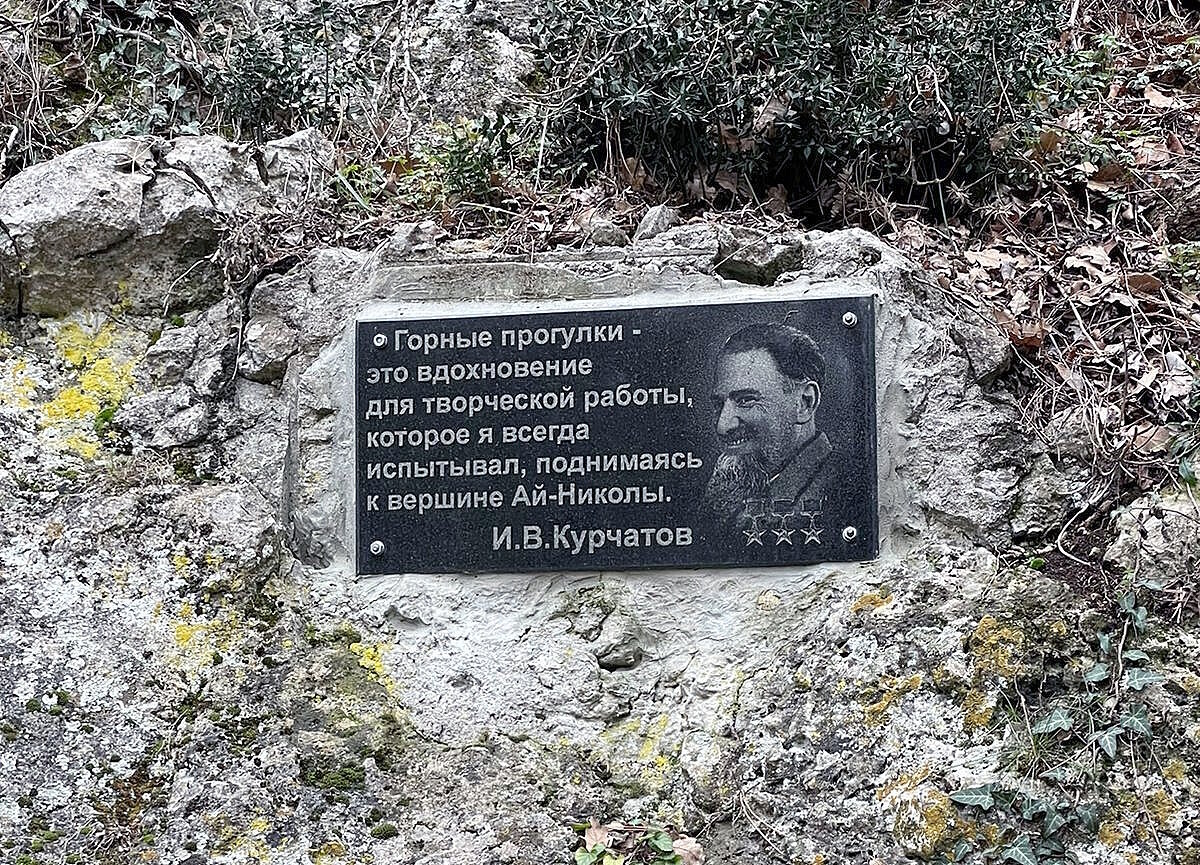 Горные прогулки -
это вдохновение
для творческой работы,
которое я всегда
испытывал, поднимаясь
к вершине Ай-Николы.
И.В.Курчатов